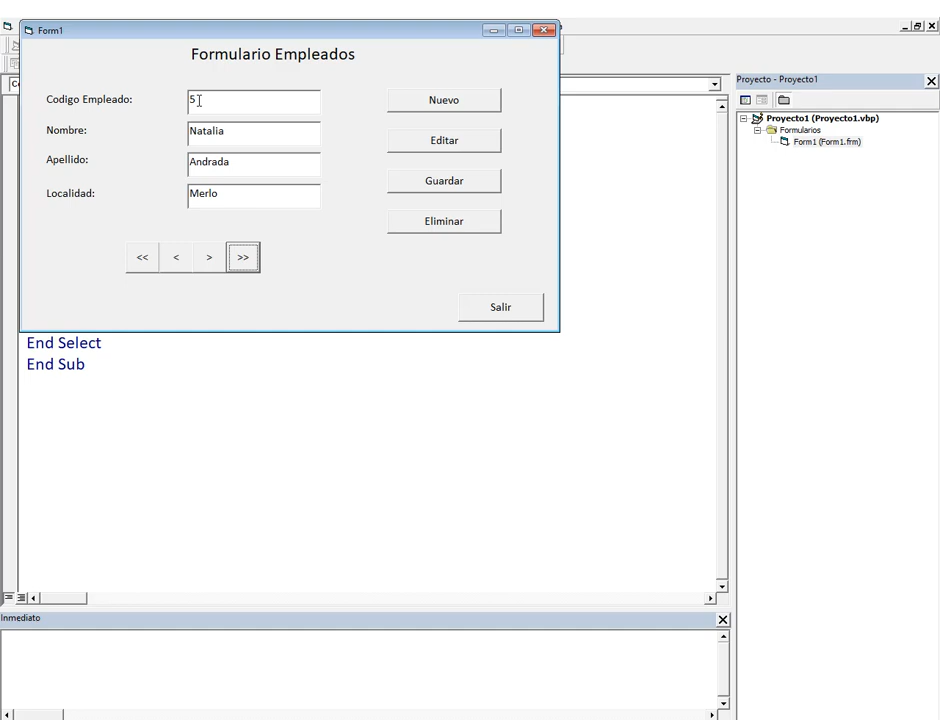 Form1
Formulario Empleados
Codigo Empleado:
5
Nuevo
Nombre:
Natalia
Editar
Apellido:
Andrada
Guardar
Localidad:
Merlo
Eliminar
<<
<
>
>>
Salir
End Select
End Sub
Inmediato
Proyecto - Proyecto1
Proyecto1 (Proyecto1.vbp)
Formularios
Form1 (Form1.frm)